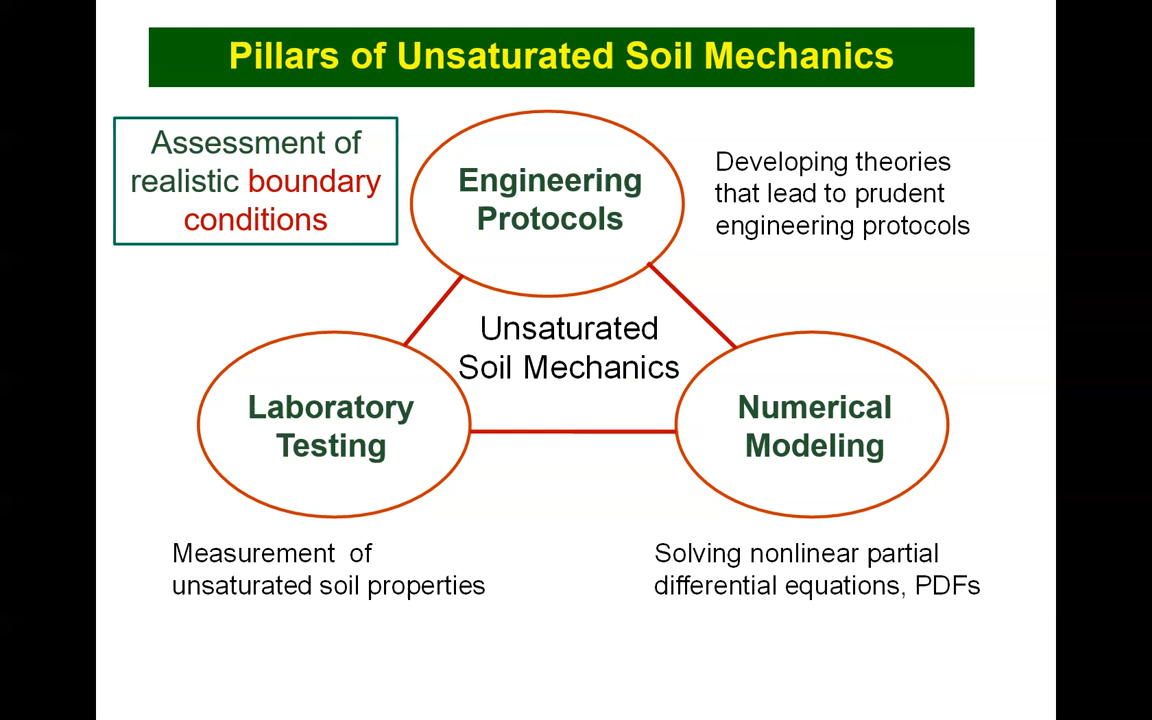 Pillars of Unsaturated Soil Mechanics
Assessment of
realistic boundary
conditions
Engineering
Protocols
Developing theories
that lead to prudent
engineering protocols
Unsaturated
Soil Mechanics
Laboratory
Testing
Numerical
Modeling
Measurement of
unsaturated soil properties
Solving nonlinear partial
differential equations, PDFs